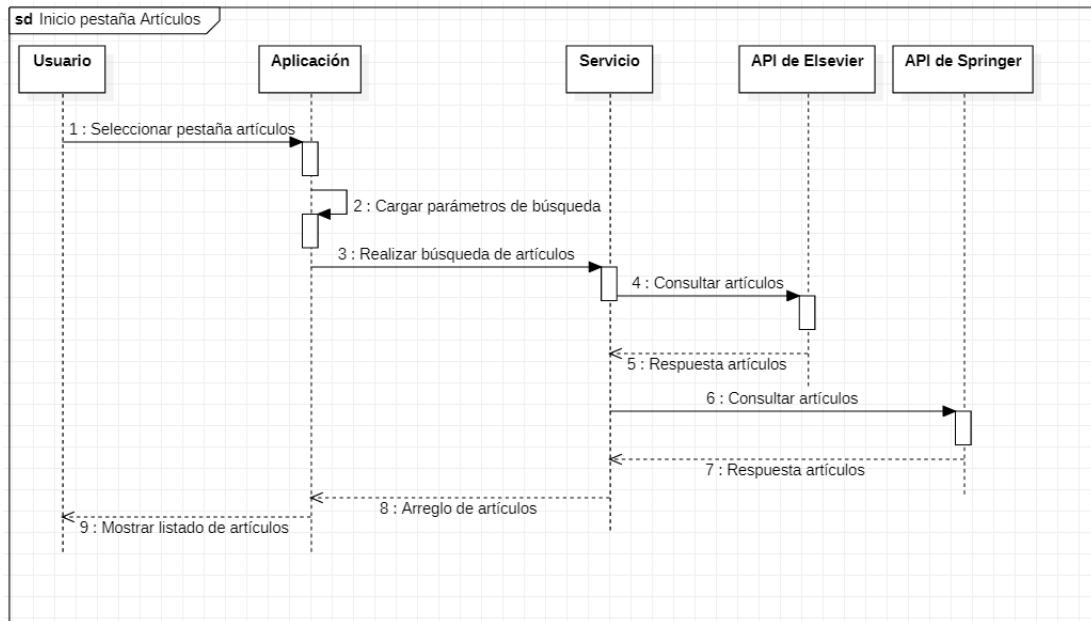 sd Inicio pestaña Artículos
Usuario
Aplicación
Servicio
API de Elsevier
API de Springer
1 : Seleccionar pestaña artículos
2 : Cargar parámetros de búsqueda
3 : Realizar búsqueda de artículos
4 : Consultar artículos
5 : Respuesta artículos
6 : Consultar artículos
7 : Respuesta artículos
8 : Arreglo de artículos
9 : Mostrar listado de artículos